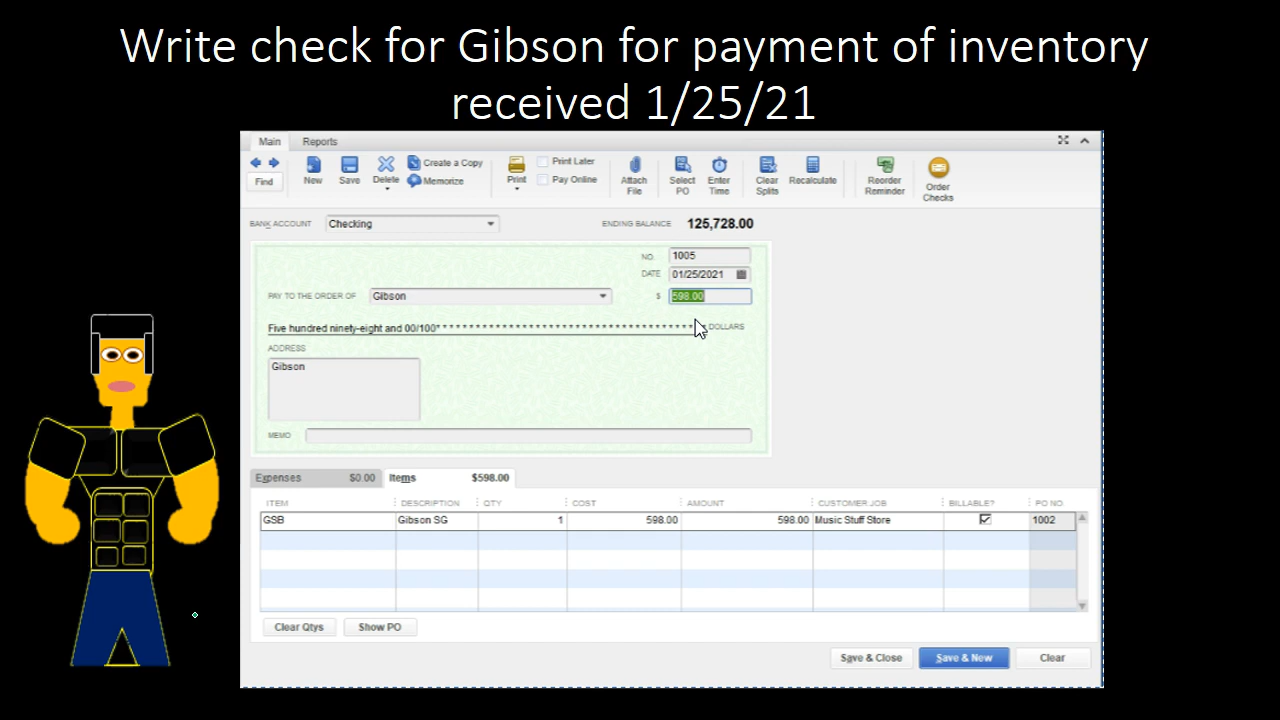 Write check for Gibson for payment of inventory
received 1/25/21
Main Reports
Find New Save Delete Create a Copy Memorize Print Print Later Pay Online Attach File Select PO Enter Time Clear Splits Recalculate Reorder Reminder Order Checks
BANK ACCOUNT Checking ENDING BALANCE 125,728.00
NO. 1005
DATE 01/25/2021
PAY TO THE ORDER OF Gibson $ 598.00
Five hundred ninety-eight and 00/100* * * * * * * * * * * * * * * * * * * * * * * * * * * * * * * * * * * * * * * * DOLLARS
ADDRESS
Gibson
MEMO
Expenses $0.00 Items $598.00
ITEM DESCRIPTION QTY COST AMOUNT CUSTOMER:JOB BILLABLE? PO NO.
GSB Gibson SG 1 598.00 598.00 Music Stuff Store 1002
Clear Qtys Show PO
Save & Close Save & New Clear